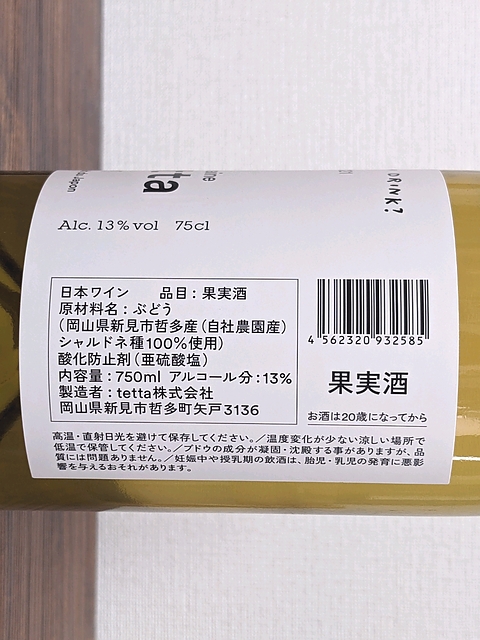 DRINK?
ine
tta
Japan
Alc. 13% vol 75cl
日本ワイン 品目：果実酒
原材料名：ぶどう
（岡山県新見市哲多産（自社農園産）
シャルドネ種100%使用）
酸化防止剤（亜硫酸塩）
内容量：750ml アルコール分：13%
製造者：tetta株式会社
岡山県新見市哲多町矢戸3136
4 562320 932585
果実酒
お酒は20歳になってから
高温・直射日光を避けて保存してください。／温度変化が少ない涼しい場所で
低温で保管してください。／ブドウの成分が凝固・沈殿する事がありますが、品
質には問題ありません。／妊娠中や授乳期の飲酒は、胎児・乳児の発育に悪影
響を与えるおそれがあります。